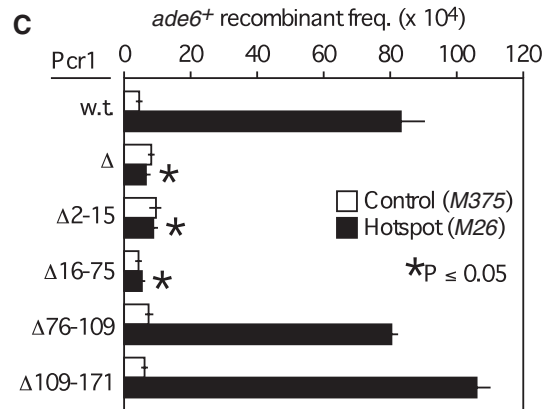 C
ade6+ recombinant freq. (x 10⁴)
Pcr1
0 20 40 60 80 100 120
w.t.
Δ
*
Δ2-15
*
Control (M375)
Hotspot (M26)
Δ16-75
*
*P ≤ 0.05
Δ76-109
Δ109-171